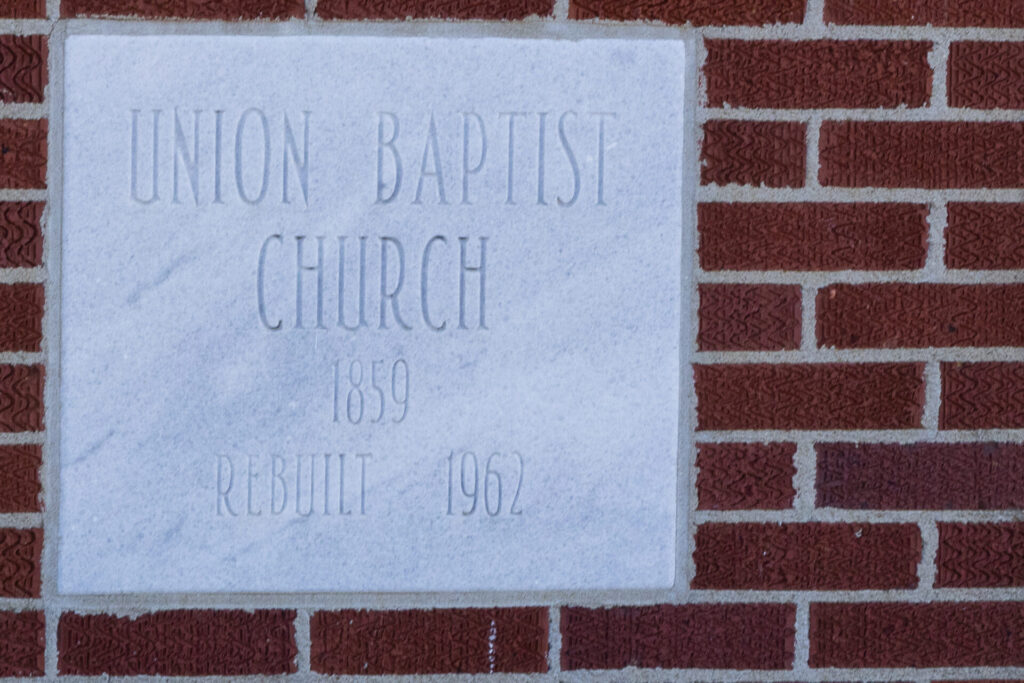 UNION BAPTIST
CHURCH
1859
REBUILT 1962